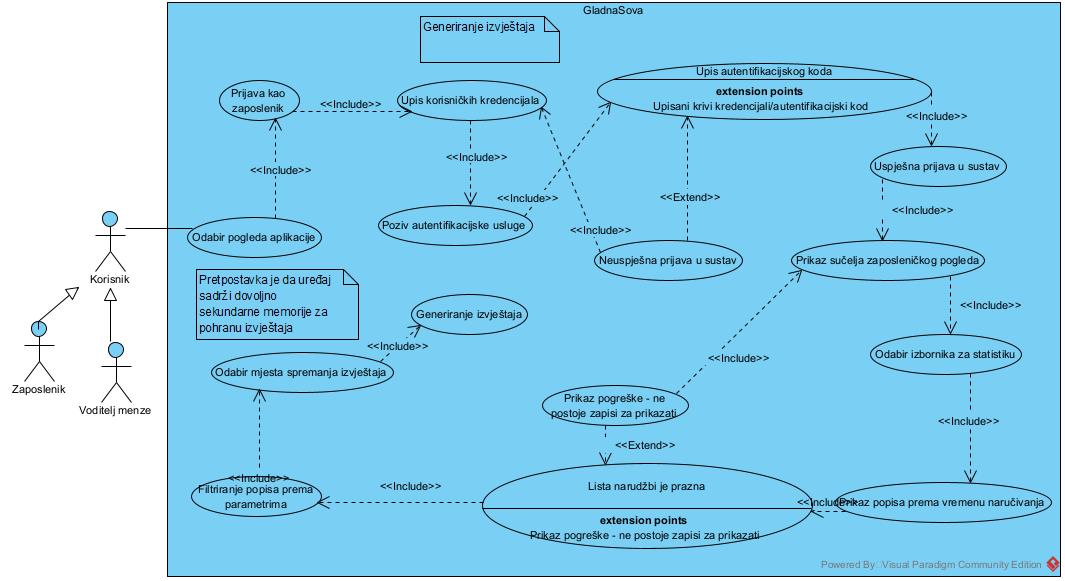 GladnaSova
Generiranje izvještaja
Prijava kao
zaposlenik
<<Include>>
Upis korisničkih kredencijala
Upis autentifikacijskog koda
extension points
Upisani krivi kredencijali/autentifikacijski kod
<<Include>>
<<Include>>
<<Include>>
Uspješna prijava u sustav
<<Include>>
<<Extend>>
<<Include>>
Odabir pogleda aplikacije
Poziv autentifikacijske usluge
<<Include>>
<<Include>>
Neuspješna prijava u sustav
Prikaz sučelja zaposleničkog pogleda
Korisnik
Pretpostavka je da uređaj
sadrži dovoljno
sekundarne memorije za
pohranu izvještaja
Generiranje izvještaja
<<Include>>
<<Include>>
Odabir mjesta spremanja izvještaja
<<Include>>
Odabir izbornika za statistiku
Zaposlenik
Voditelj menze
Prikaz pogreške - ne
postoje zapisi za prikazati
<<Include>>
<<Extend>>
<<Include>>
Filtriranje popisa prema
parametrima
<<Include>>
Lista narudžbi je prazna
extension points
Prikaz pogreške - ne postoje zapisi za prikazati
<<Include>>
Prikaz popisa prema vremenu naručivanja
Powered By: Visual Paradigm Community Edition